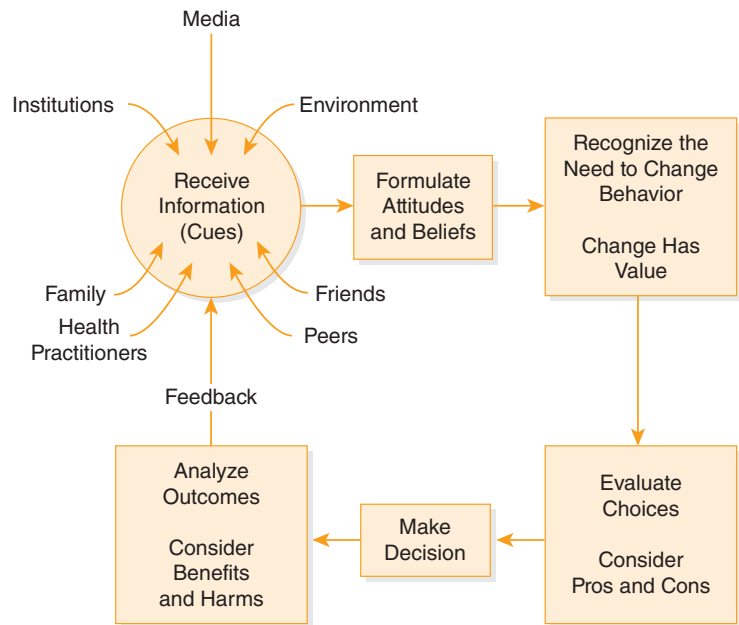 Media
Institutions
Environment
Receive
Information
(Cues)
Family
Health
Practitioners
Friends
Peers
Formulate
Attitudes
and Beliefs
Recognize the
Need to Change
Behavior
Change Has
Value
Evaluate
Choices
Consider
Pros and Cons
Make
Decision
Analyze
Outcomes
Consider
Benefits
and Harms
Feedback